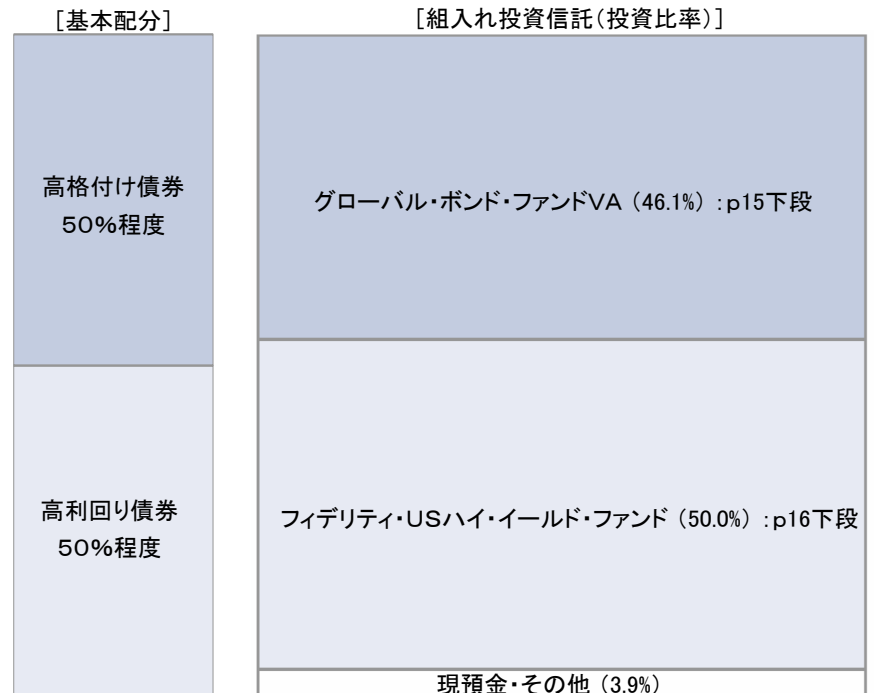 ［基本配分］
［組入れ投資信託（投資比率）］
高格付け債券
５０％程度
グローバル・ボンド・ファンドＶＡ (46.1%) ：ｐ15下段
高利回り債券
５０％程度
フィデリティ・ＵＳハイ・イールド・ファンド (50.0%) ：ｐ16下段
現預金・その他 (3.9%)